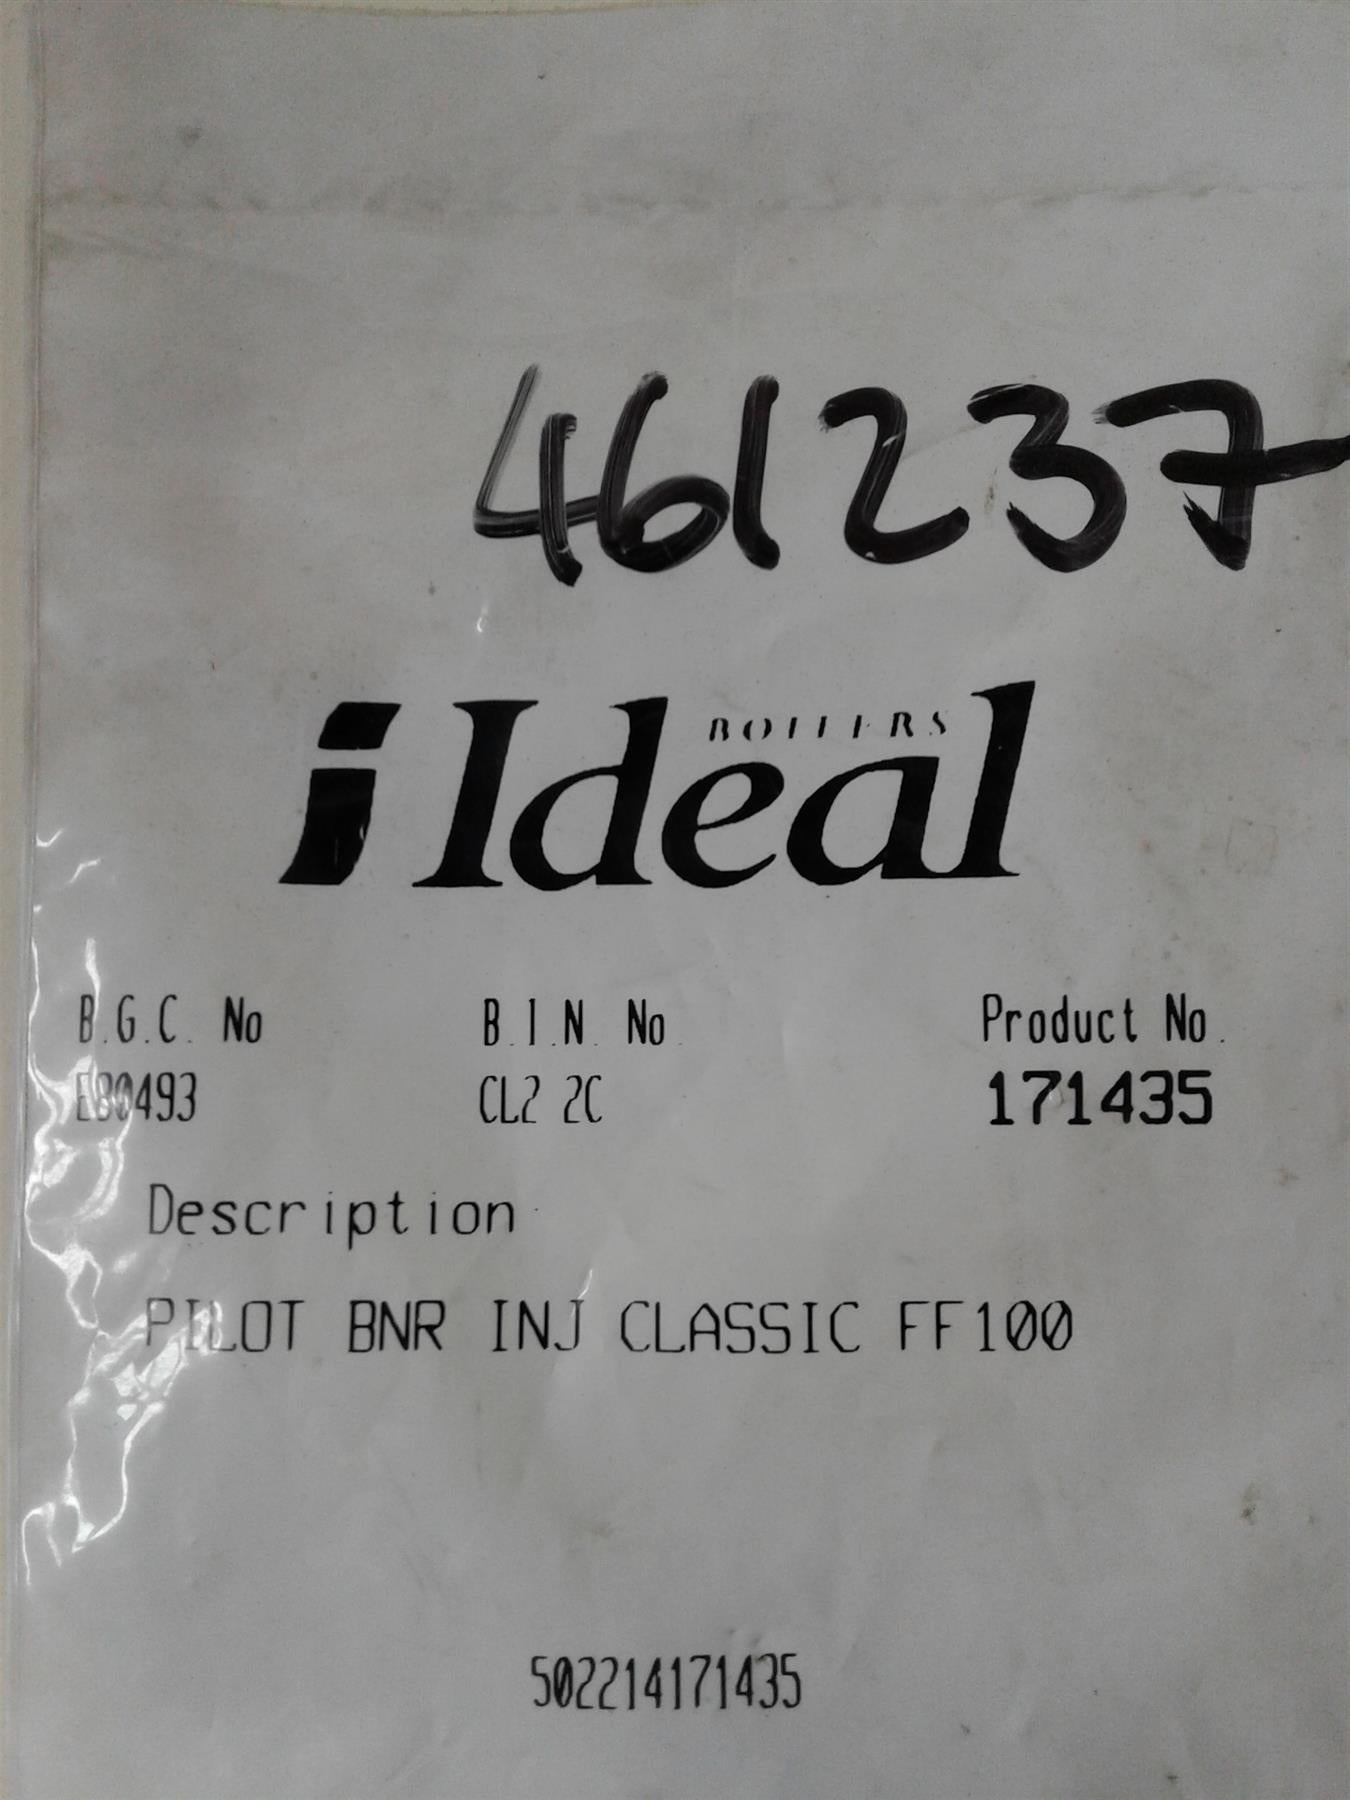 461237
BOILERS
i Ideal
B.G.C. No B.I.N. No. Product No.
E80493 CL2 2C 171435
Description
PILOT BNR INJ CLASSIC FF100
502214171435